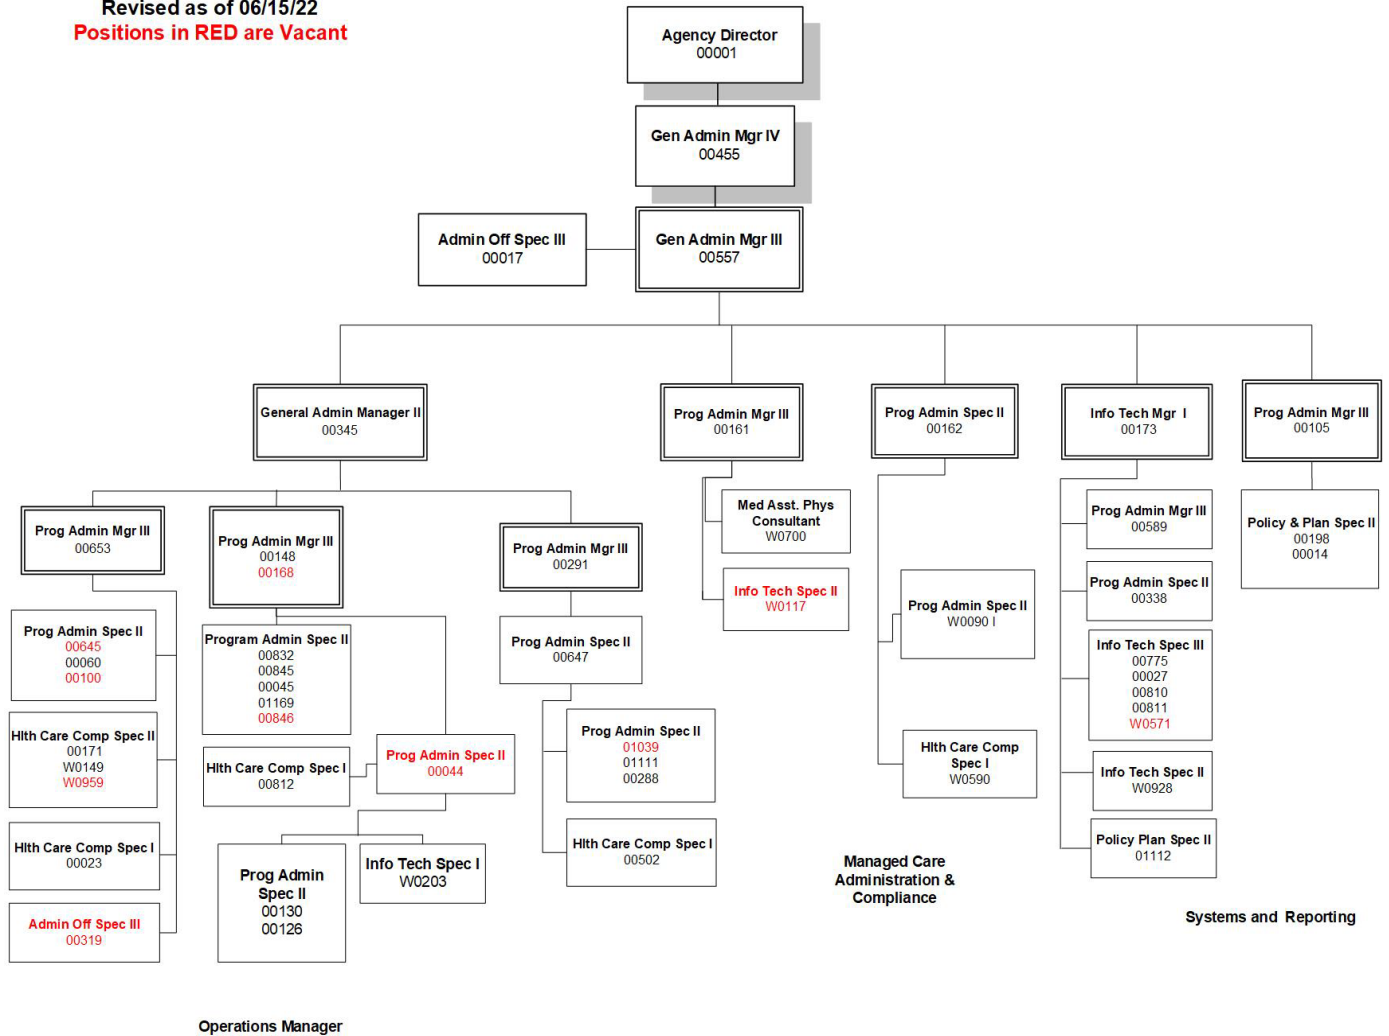 Revised as of 06/15/22
Positions in RED are Vacant
Agency Director
00001
Gen Admin Mgr IV
00455
Admin Off Spec III
00017
Gen Admin Mgr III
00557
General Admin Manager II
00345
Prog Admin Mgr III
00161
Prog Admin Spec II
00162
Info Tech Mgr I
00173
Prog Admin Mgr III
00105
Prog Admin Mgr III
00653
Prog Admin Mgr III
00148
00168
Prog Admin Mgr III
00291
Med Asst. Phys
Consultant
W0700
Info Tech Spec II
W0117
Prog Admin Spec II
W0090 I
Hlth Care Comp
Spec I
W0590
Prog Admin Mgr III
00589
Prog Admin Spec II
00338
Info Tech Spec III
00775
00027
00810
00811
W0571
Info Tech Spec II
W0928
Policy Plan Spec II
01112
Policy & Plan Spec II
00198
00014
Prog Admin Spec II
00645
00060
00100
Hlth Care Comp Spec II
00171
W0149
W0959
Hlth Care Comp Spec I
00023
Admin Off Spec III
00319
Program Admin Spec II
00832
00845
00045
01169
00846
Hlth Care Comp Spec I
00812
Prog Admin Spec II
00044
Prog Admin
Spec II
00130
00126
Info Tech Spec I
W0203
Prog Admin Spec II
00647
Prog Admin Spec II
01039
01111
00288
Hlth Care Comp Spec I
00502
Managed Care
Administration &
Compliance
Systems and Reporting
Operations Manager